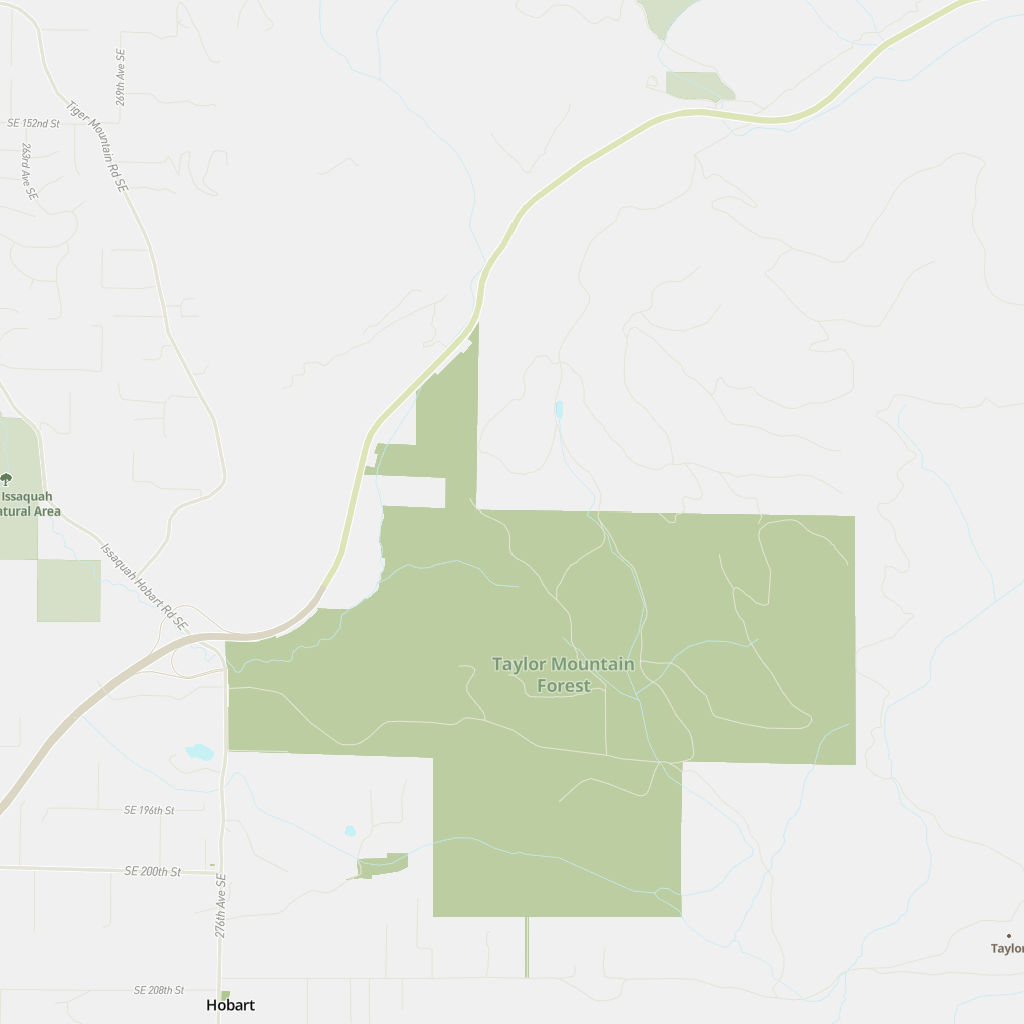 269th Ave SE
Tiger Mountain Rd SE
SE 152nd St
263rd Ave SE
Issaquah
atural Area
Issaquah Hobart Rd SE
Taylor Mountain
Forest
SE 196th St
SE 200th St
276th Ave SE
Taylor
SE 208th St
Hobart